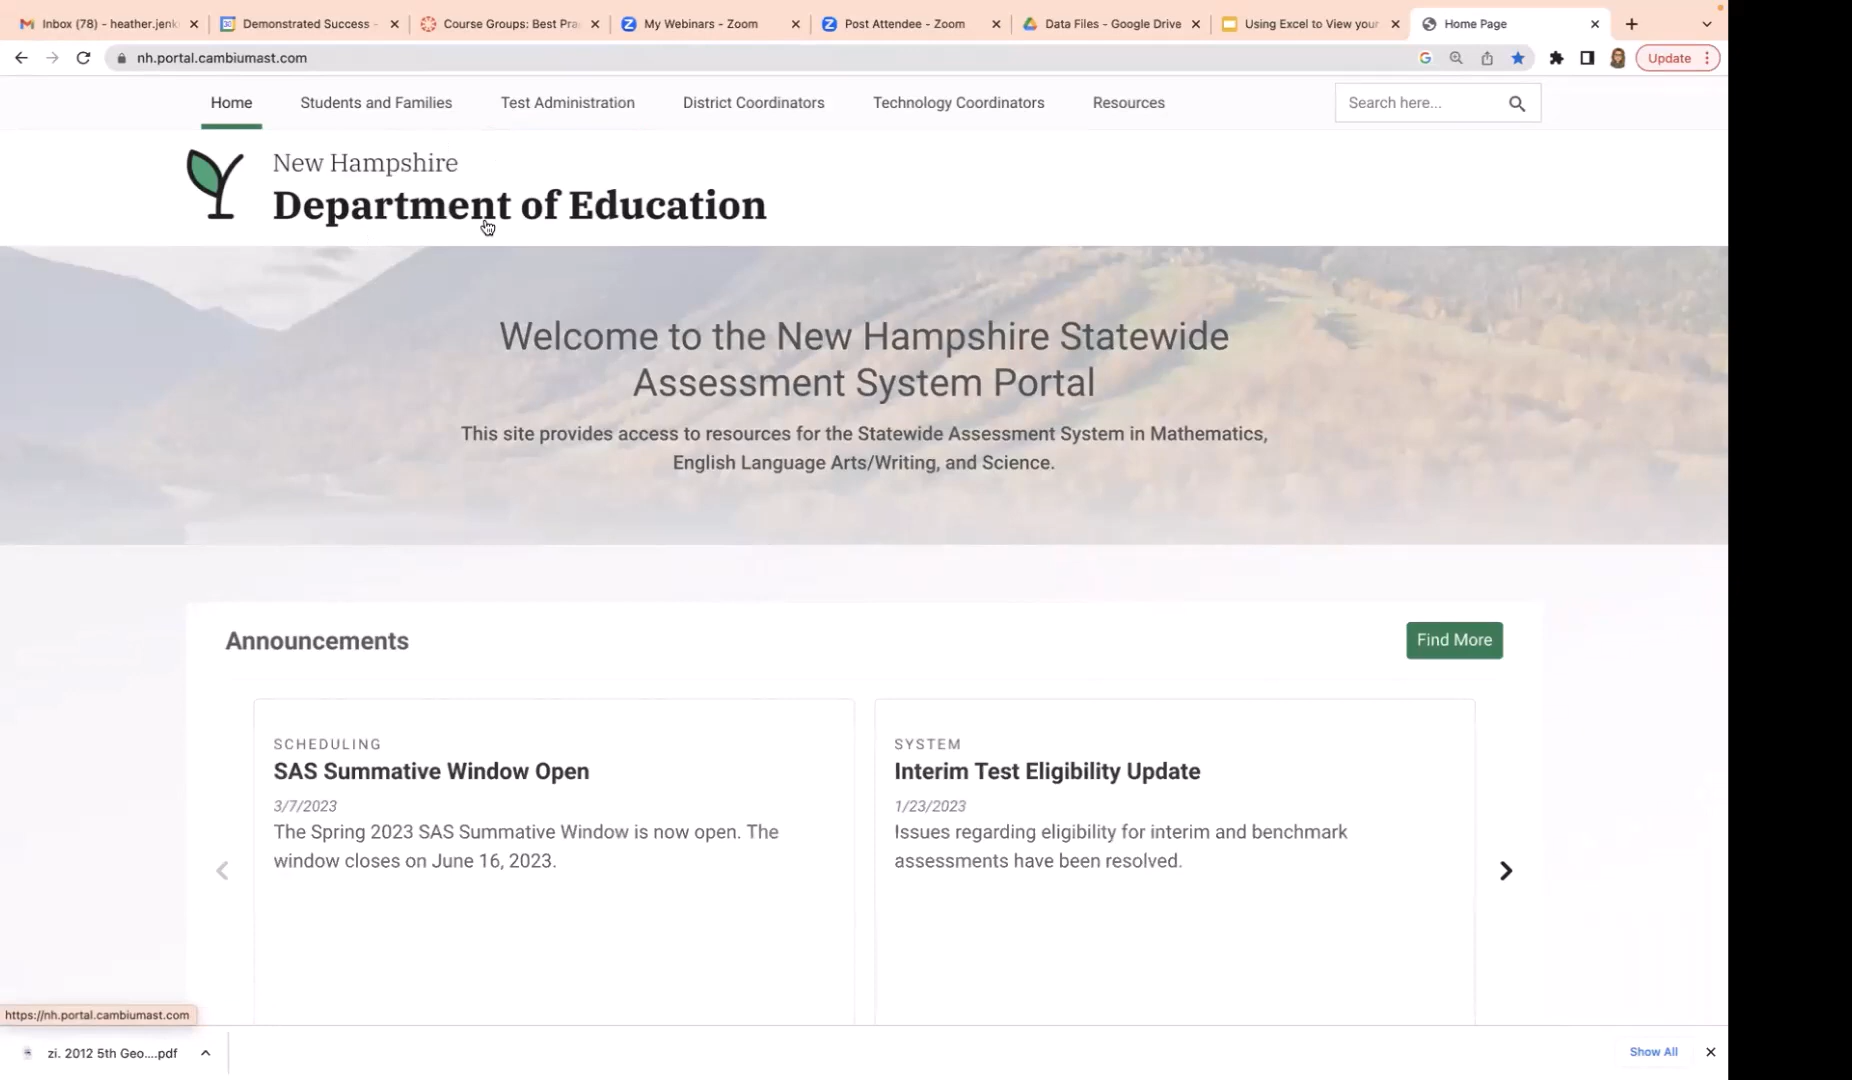 Inbox (78) - heather.jenk
Demonstrated Success -
Course Groups: Best Pra
My Webinars - Zoom
Post Attendee - Zoom
Data Files - Google Drive
Using Excel to View your
Home Page
nh.portal.cambiumast.com
Update
Home
Students and Families
Test Administration
District Coordinators
Technology Coordinators
Resources
Search here...
New Hampshire
Department of Education
Welcome to the New Hampshire Statewide
Assessment System Portal
This site provides access to resources for the Statewide Assessment System in Mathematics,
English Language Arts/Writing, and Science.
Announcements
Find More
SCHEDULING
SAS Summative Window Open
3/7/2023
The Spring 2023 SAS Summative Window is now open. The
window closes on June 16, 2023.
SYSTEM
Interim Test Eligibility Update
1/23/2023
Issues regarding eligibility for interim and benchmark
assessments have been resolved.
https://nh.portal.cambiumast.com
zi. 2012 5th Geo....pdf
Show All